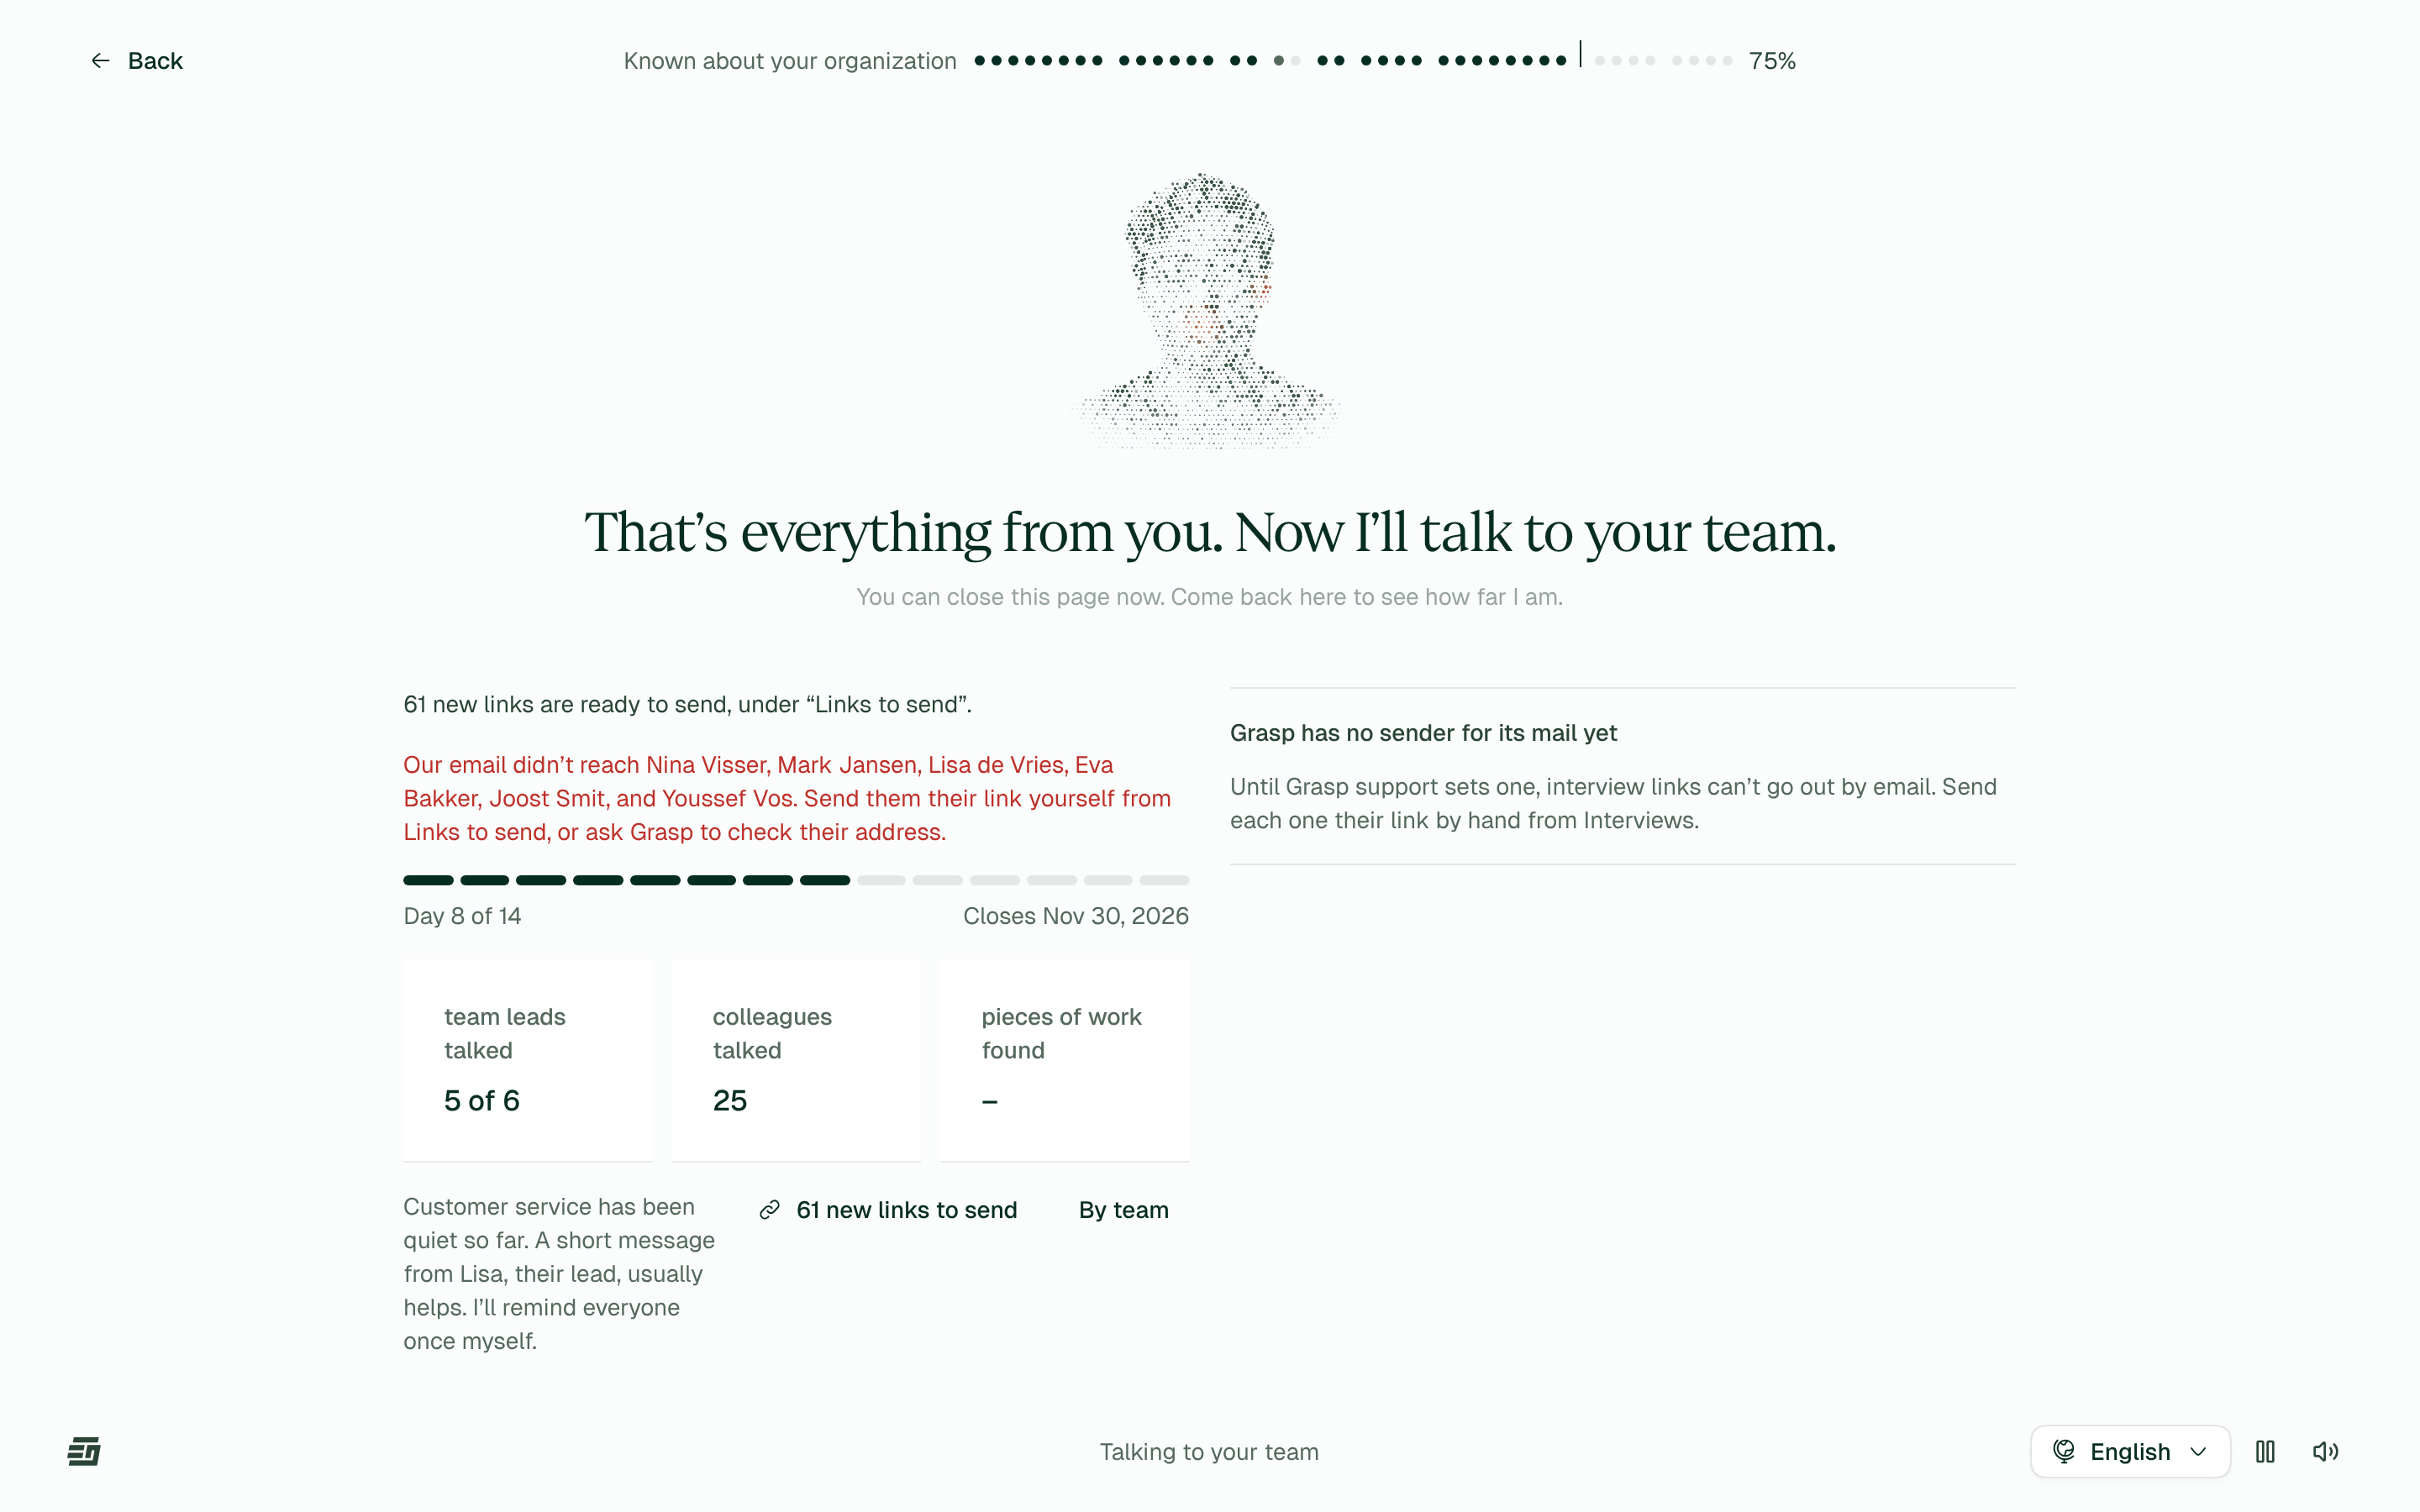 Back
Known about your organization
75%
That’s everything from you. Now I’ll talk to your team.
You can close this page now. Come back here to see how far I am.
61 new links are ready to send, under “Links to send”.
Our email didn’t reach Nina Visser, Mark Jansen, Lisa de Vries, Eva
Bakker, Joost Smit, and Youssef Vos. Send them their link yourself from
Links to send, or ask Grasp to check their address.
Day 8 of 14
Closes Nov 30, 2026
team leads
talked
5 of 6
colleagues
talked
25
pieces of work
found
–
Customer service has been
quiet so far. A short message
from Lisa, their lead, usually
helps. I’ll remind everyone
once myself.
61 new links to send
By team
Grasp has no sender for its mail yet
Until Grasp support sets one, interview links can’t go out by email. Send
each one their link by hand from Interviews.
Talking to your team
English